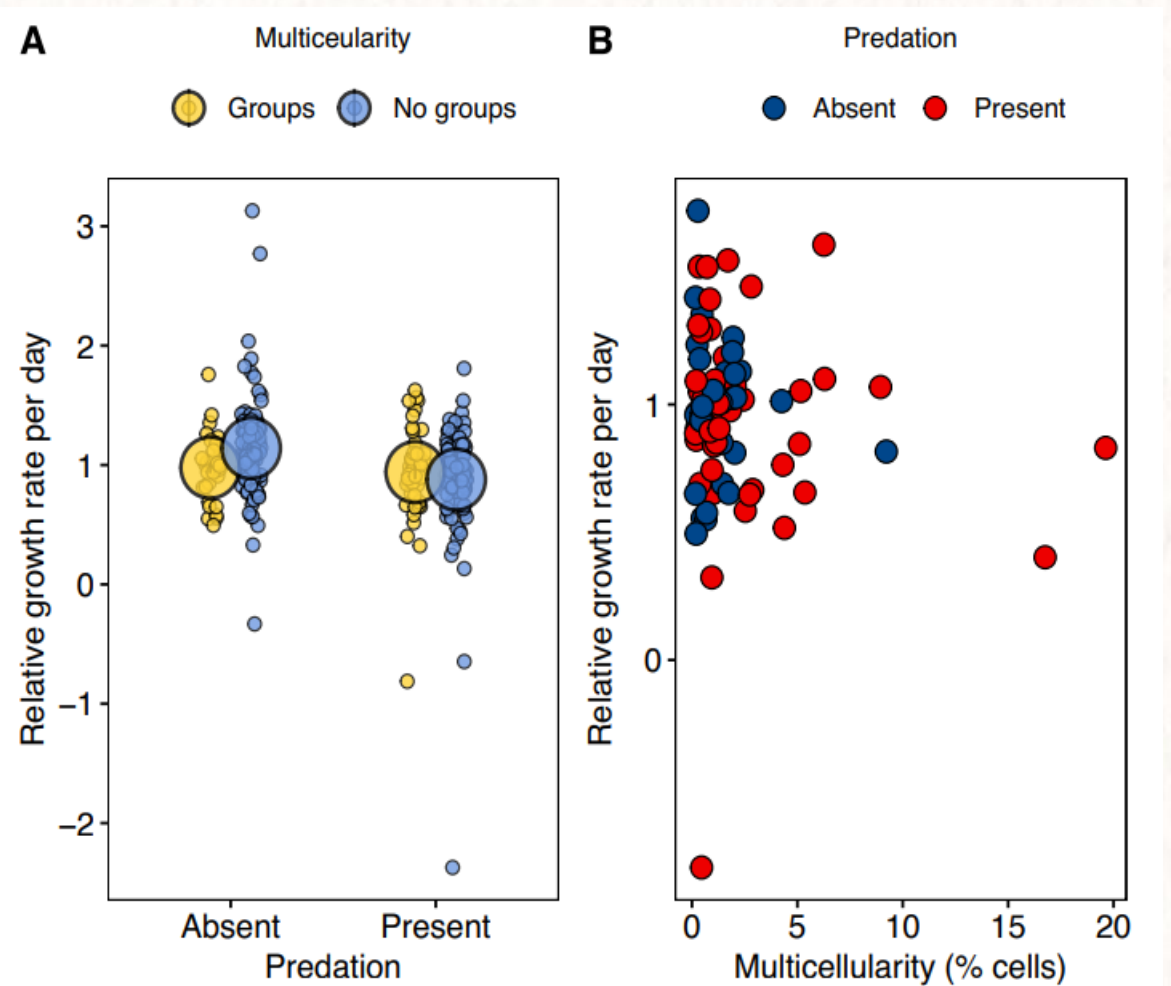 A
Multiceularity
Groups
No groups
Relative growth rate per day
3
2
1
0
−1
−2
Absent
Present
Predation
B
Predation
Absent
Present
Relative growth rate per day
1
0
0
5
10
15
20
Multicellularity (% cells)